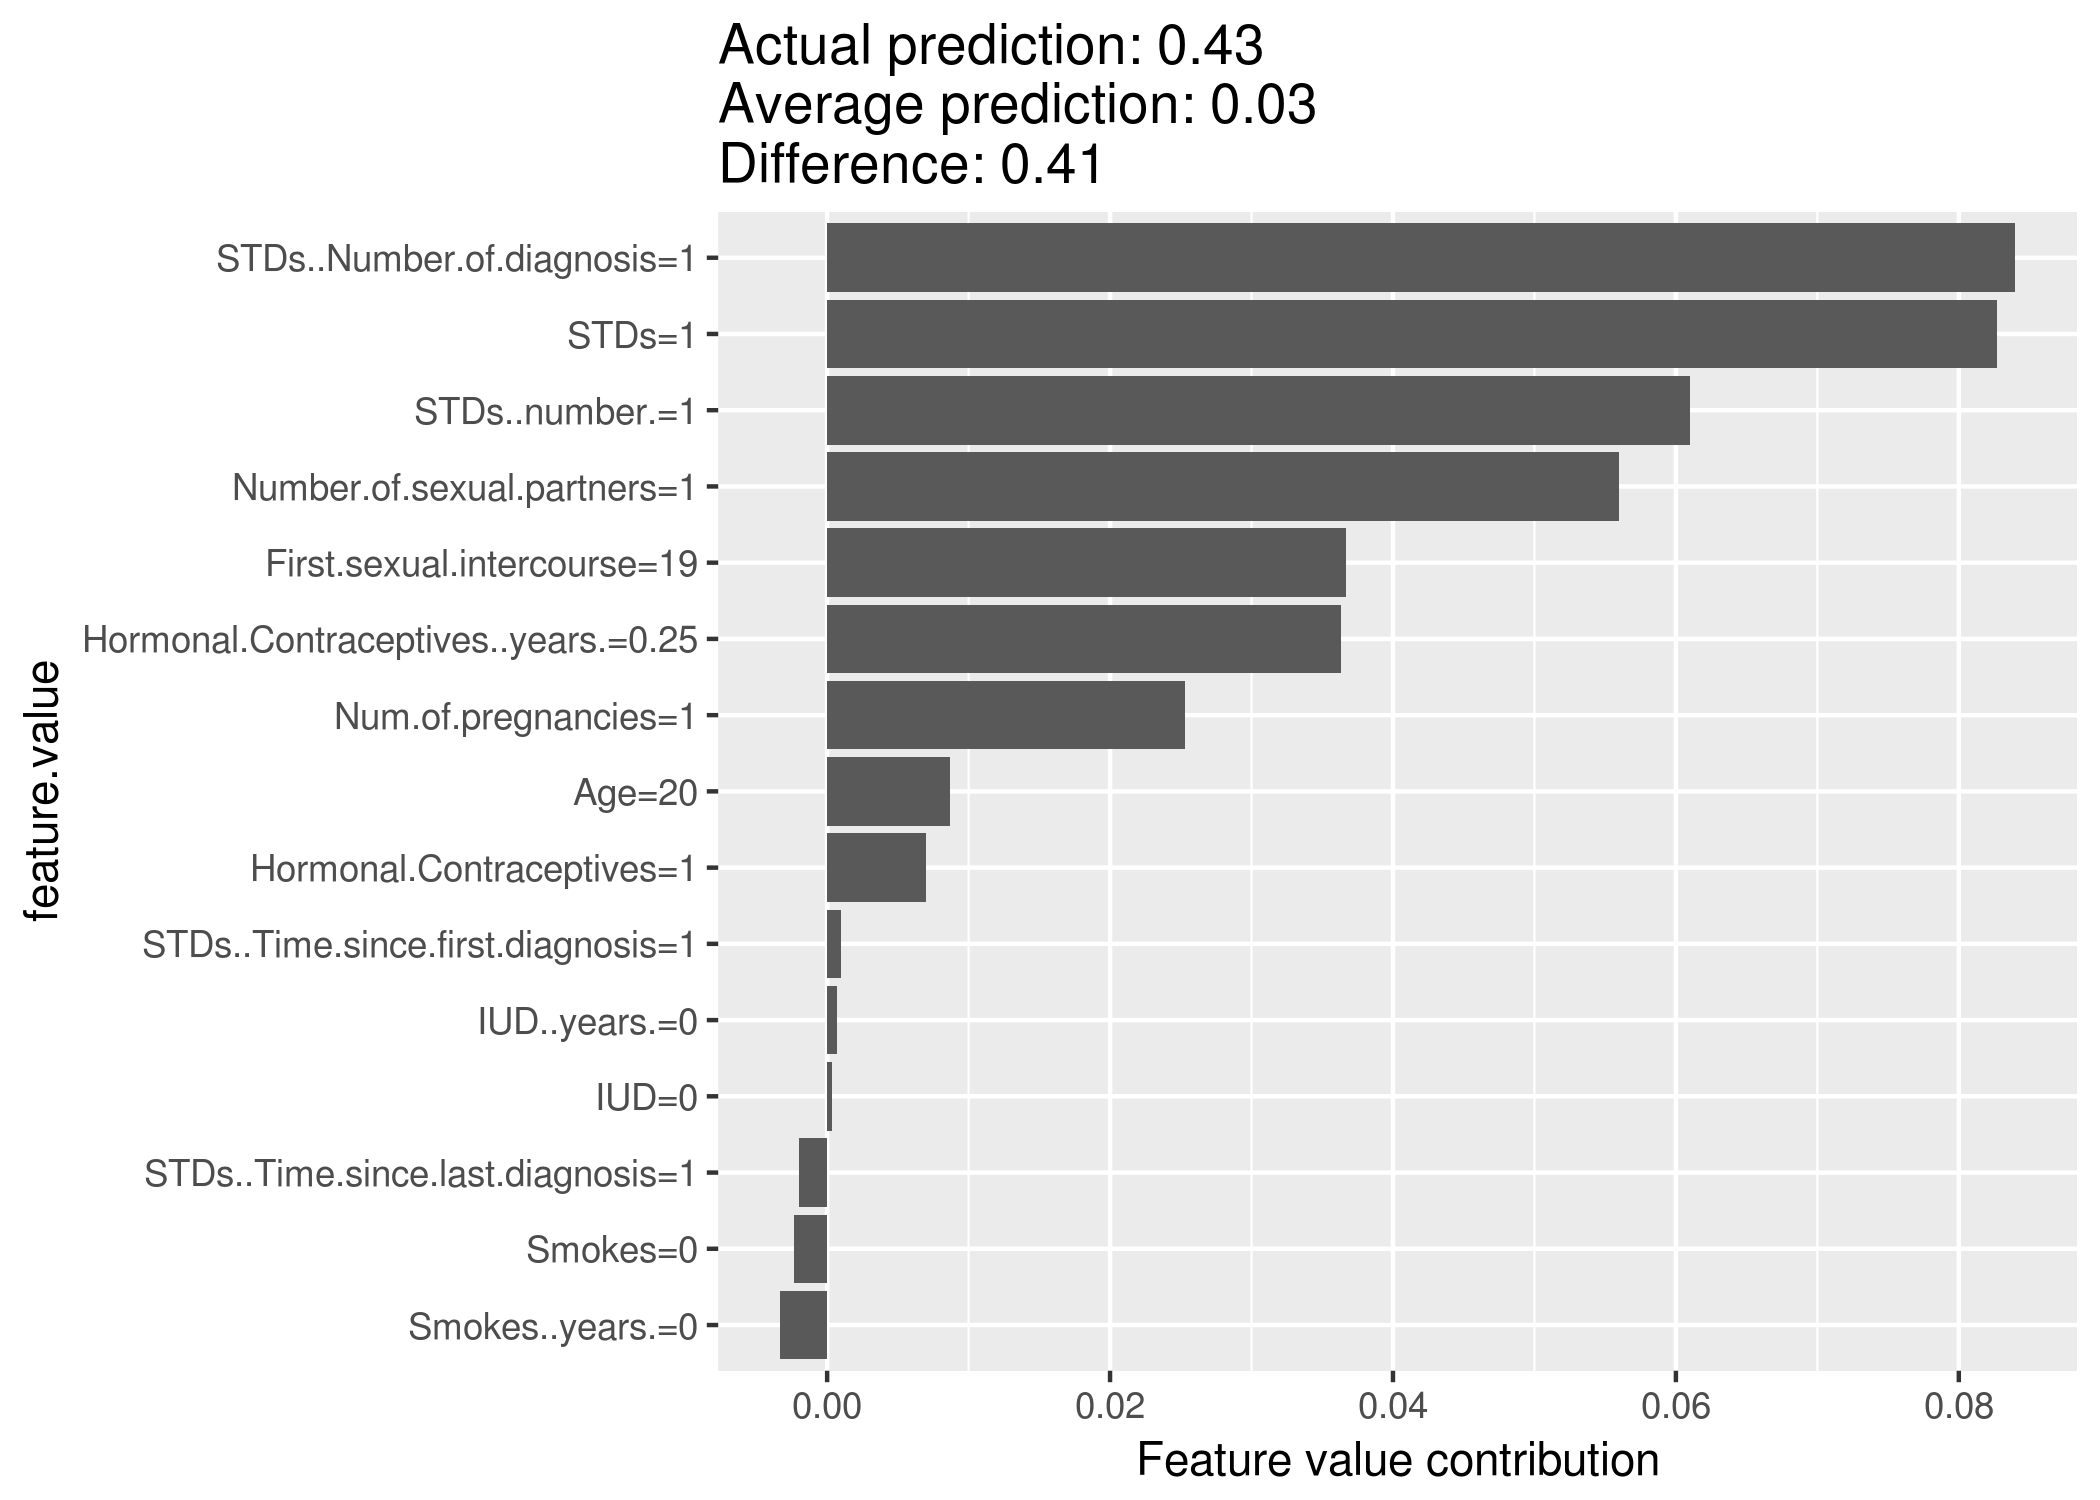 Actual prediction: 0.43
Average prediction: 0.03
Difference: 0.41
STDs..Number.of.diagnosis=1
STDs=1
STDs..number.=1
Number.of.sexual.partners=1
First.sexual.intercourse=19
Hormonal.Contraceptives..years.=0.25
Num.of.pregnancies=1
Age=20
Hormonal.Contraceptives=1
STDs..Time.since.first.diagnosis=1
IUD..years.=0
IUD=0
STDs..Time.since.last.diagnosis=1
Smokes=0
Smokes..years.=0
feature.value
0.00 0.02 0.04 0.06 0.08
Feature value contribution